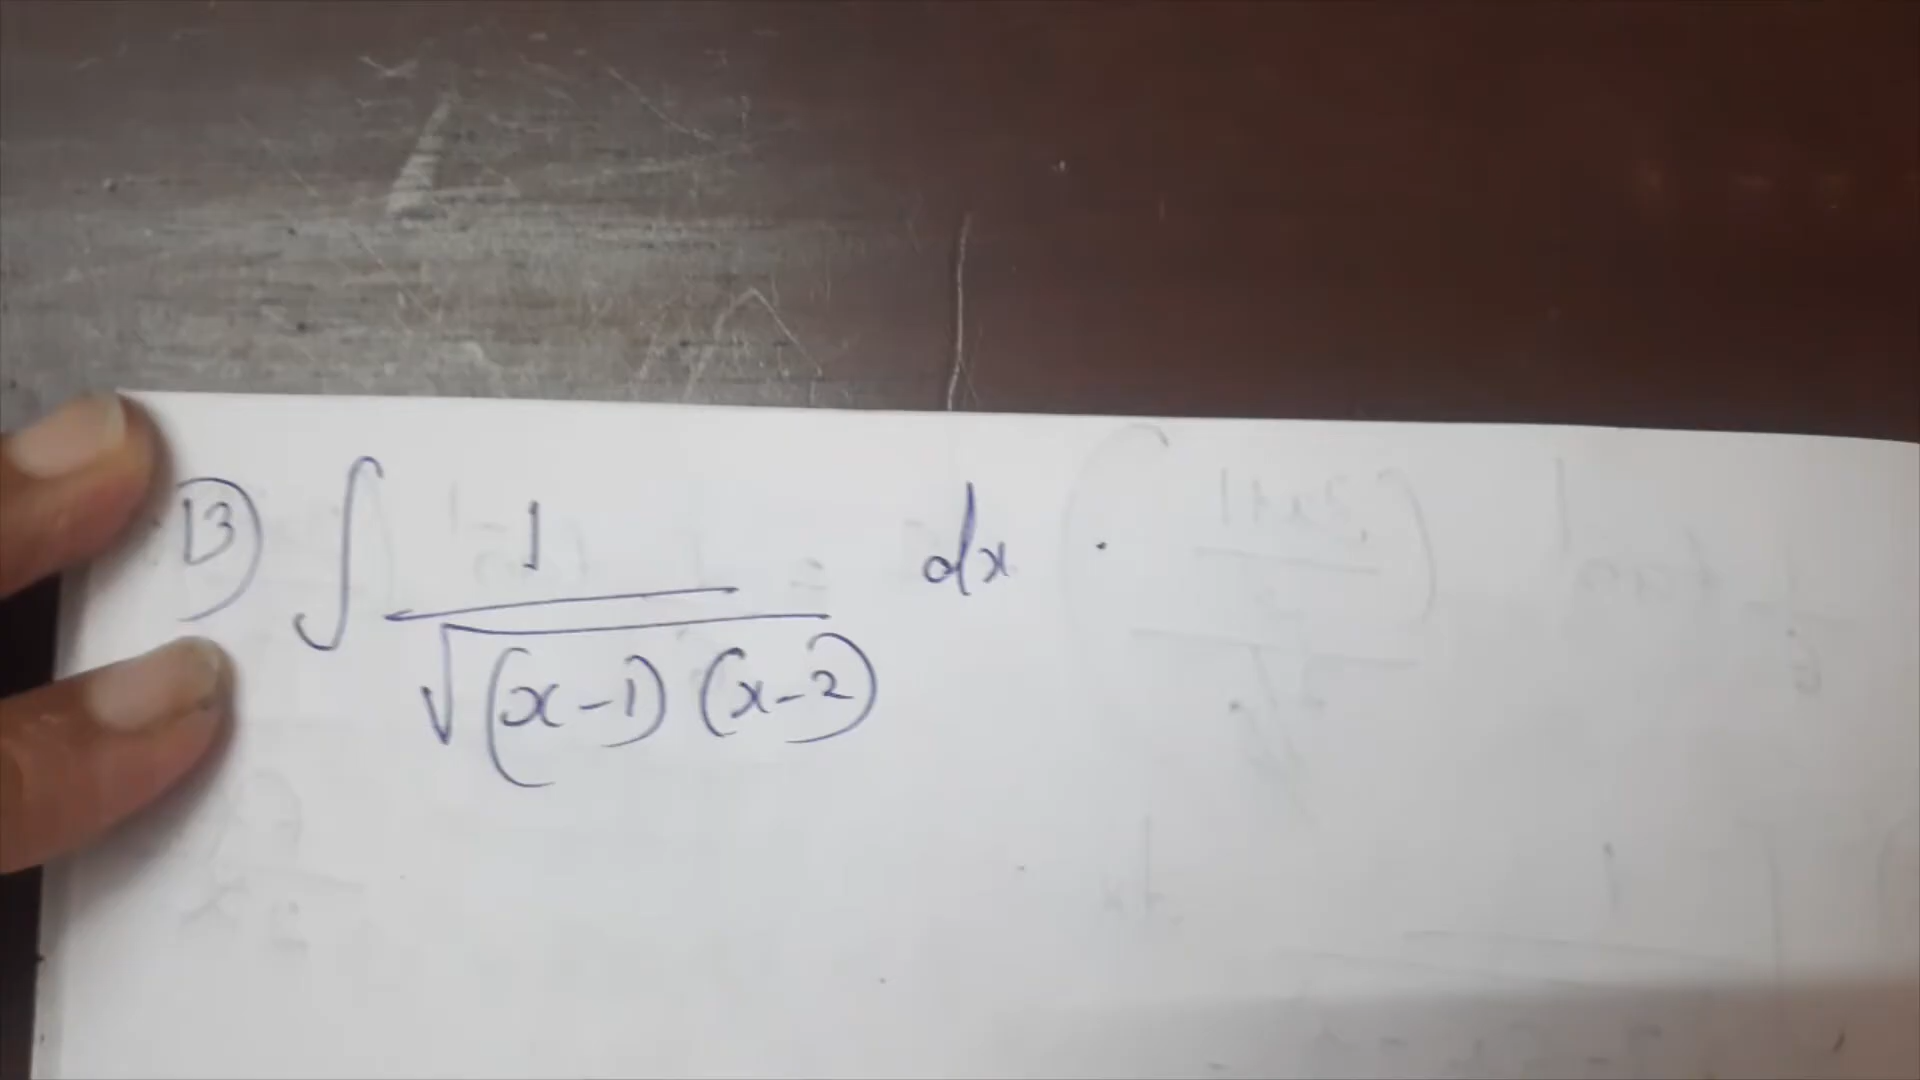 13 ∫ 1 / √(x-1)(x-2) dx .